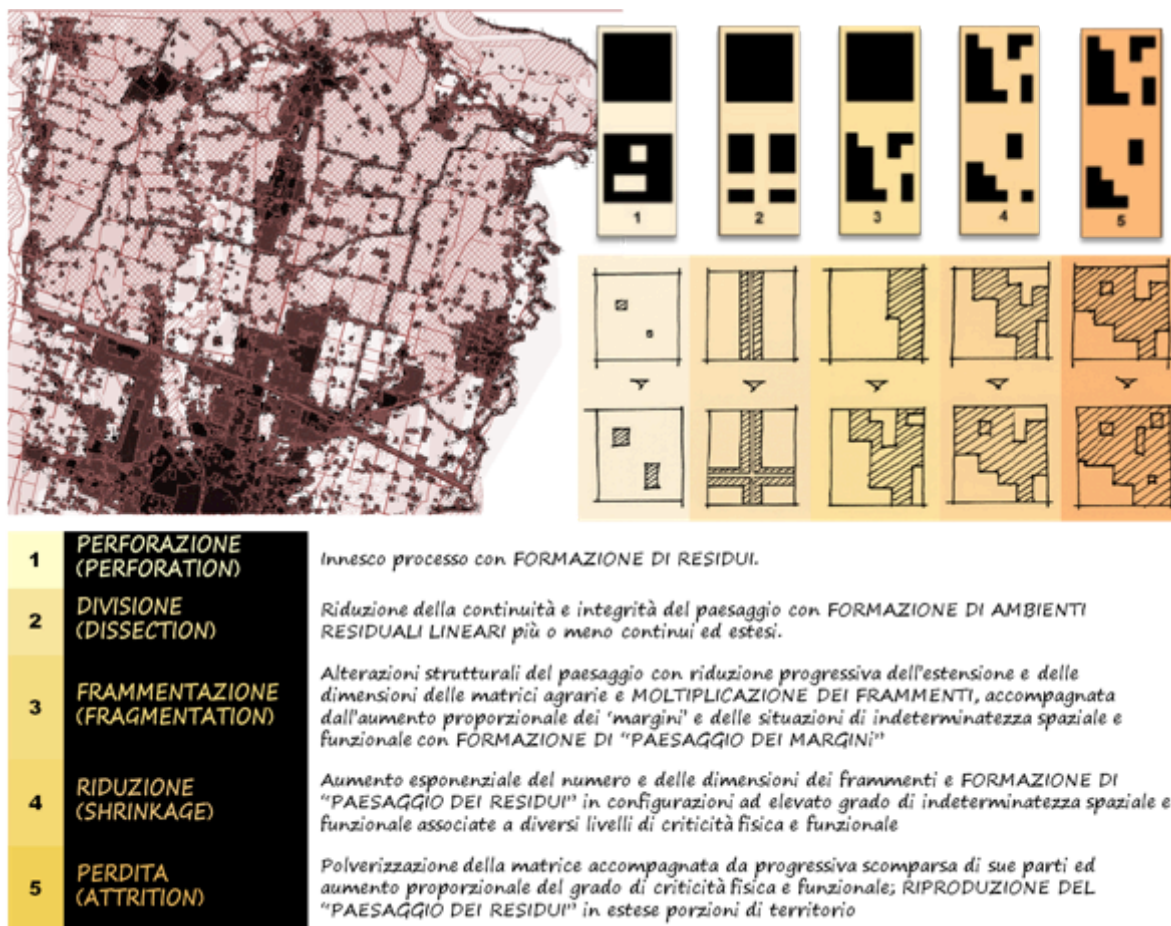 1
2
3
4
5
1
PERFORAZIONE
(PERFORATION)
Innesco processo con FORMAZIONE DI RESIDUI.
2
DIVISIONE
(DISSECTION)
Riduzione della continuità e integrità del paesaggio con FORMAZIONE DI AMBIENTI
RESIDUALI LINEARI più o meno continui ed estesi.
3
FRAMMENTAZIONE
(FRAGMENTATION)
Alterazioni strutturali del paesaggio con riduzione progressiva dell'estensione e delle
dimensioni delle matrici agrarie e MOLTIPLICAZIONE DEI FRAMMENTI, accompagnata
dall'aumento proporzionale dei 'margini' e delle situazioni di indeterminatezza spaziale e
funzionale con FORMAZIONE DI "PAESAGGIO DEI MARGINi"
4
RIDUZIONE
(SHRINKAGE)
Aumento esponenziale del numero e delle dimensioni dei frammenti e FORMAZIONE DI
"PAESAGGIO DEI RESIDUI" in configurazioni ad elevato grado di indeterminatezza spaziale e
funzionale associate a diversi livelli di criticità fisica e funzionale
5
PERDITA
(ATTRITION)
Polverizzazione della matrice accompagnata da progressiva scomparsa di sue parti ed
aumento proporzionale del grado di criticità fisica e funzionale; RIPRODUZIONE DEL
"PAESAGGIO DEI RESIDUI" in estese porzioni di territorio